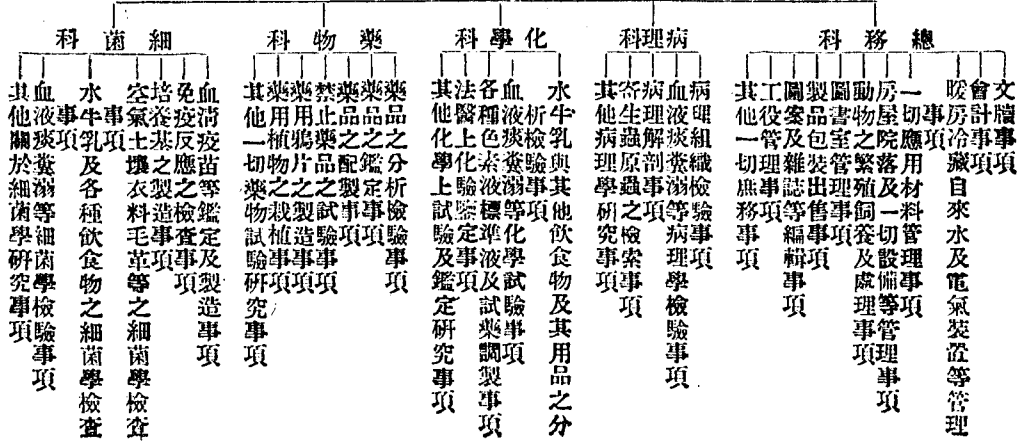 總務科
文牘事項
會計事項
暖房冷藏自來水及電氣裝置等管理
事項
一切應用材料管理事項
房屋院落及一切設備等管理事項
動物之繁殖飼養及處理事項
圖書室管理事項
製品包裝出售事項
圖案及雜誌等編輯事項
工役管理事項
其他一切庶務事項
病理科
病理組織檢驗事項
血液痰糞溺等病理學檢驗事項
病理解剖事項
寄生蟲原蟲之檢索事項
其他病理學研究事項
化學科
水牛乳與其他飲食物及其用品之分
析檢驗事項
血液痰糞溺等化學試驗事項
各種色素液標準液及試藥調製事項
法醫上化驗鑒定事項
其他化學上試驗及鑑定研究事項
藥物科
藥品之分析檢驗事項
藥品之鑑定事項
藥品之配製事項
禁止藥品之試驗事項
藥用鴉片之製造事項
藥用植物之栽植事項
其他一切藥物試驗研究事項
細菌科
血清疫苗等鑑定及製造事項
免疫反應之檢查事項
培養基之製造事項
空氣土壤衣料毛革等之細菌學檢查
事項
水牛乳及各種飲食物之細菌學檢查
事項
血液痰糞溺等細菌學檢驗事項
其他關於細菌學研究事項